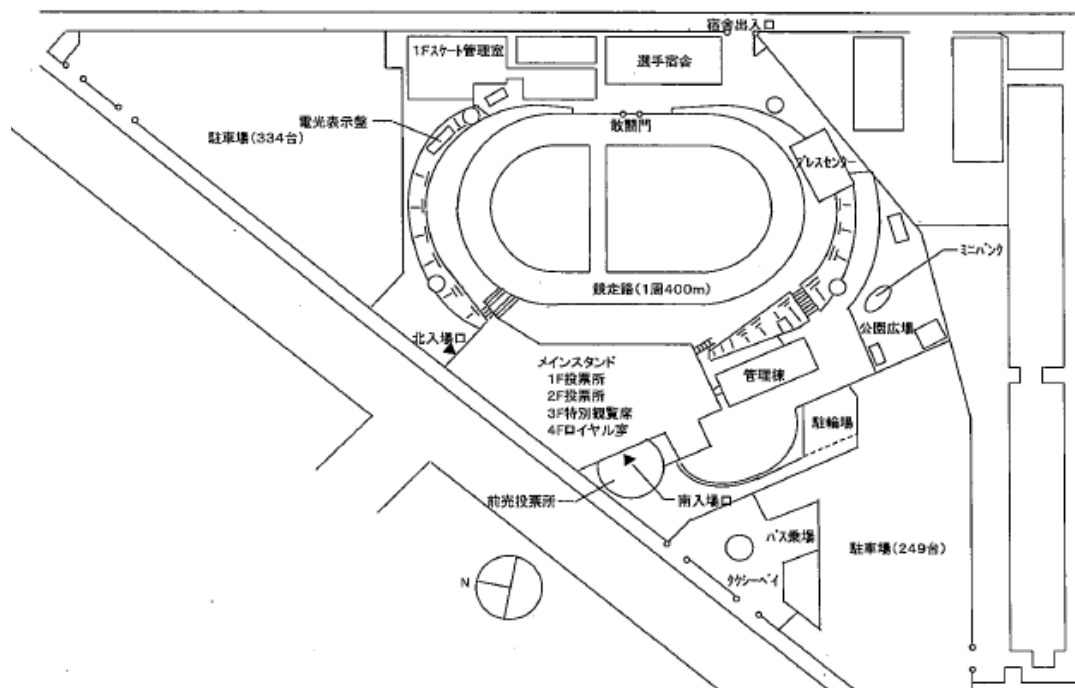 宿舎出入口
1Fスケート管理室
選手宿舎
電光表示盤
敢闘門
駐車場(334台)
プレスセンター
ミニバンク
競走路(1周400m)
公園広場
北入場口
メインスタンド
1F投票所
2F投票所
3F特別観覧席
4Fロイヤル室
管理棟
駐輪場
前光投票所
南入場口
バス乗場
駐車場(249台)
タクシーベイ
N